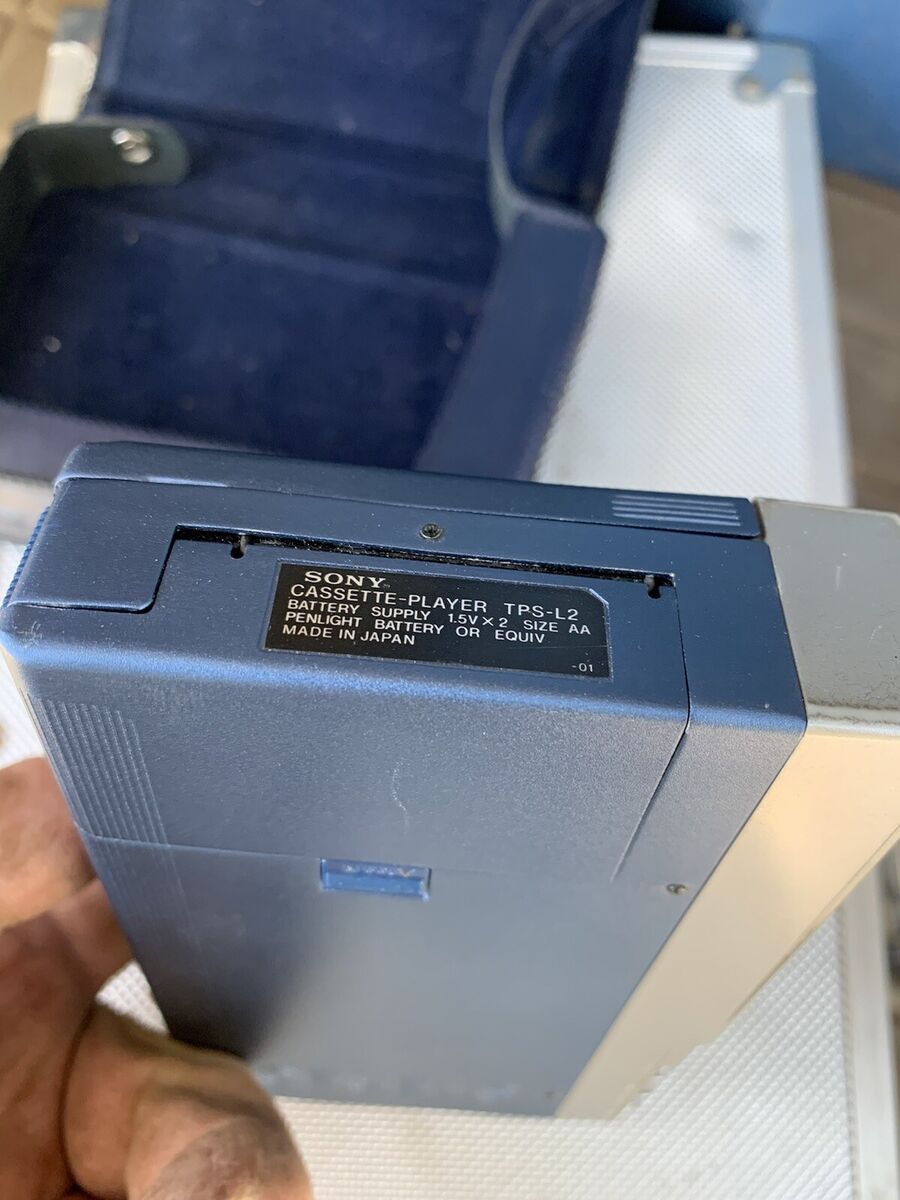 SONY
CASSETTE-PLAYER TPS-L2
BATTERY SUPPLY 1.5V×2 SIZE AA
PENLIGHT BATTERY OR EQUIV
MADE IN JAPAN
-01